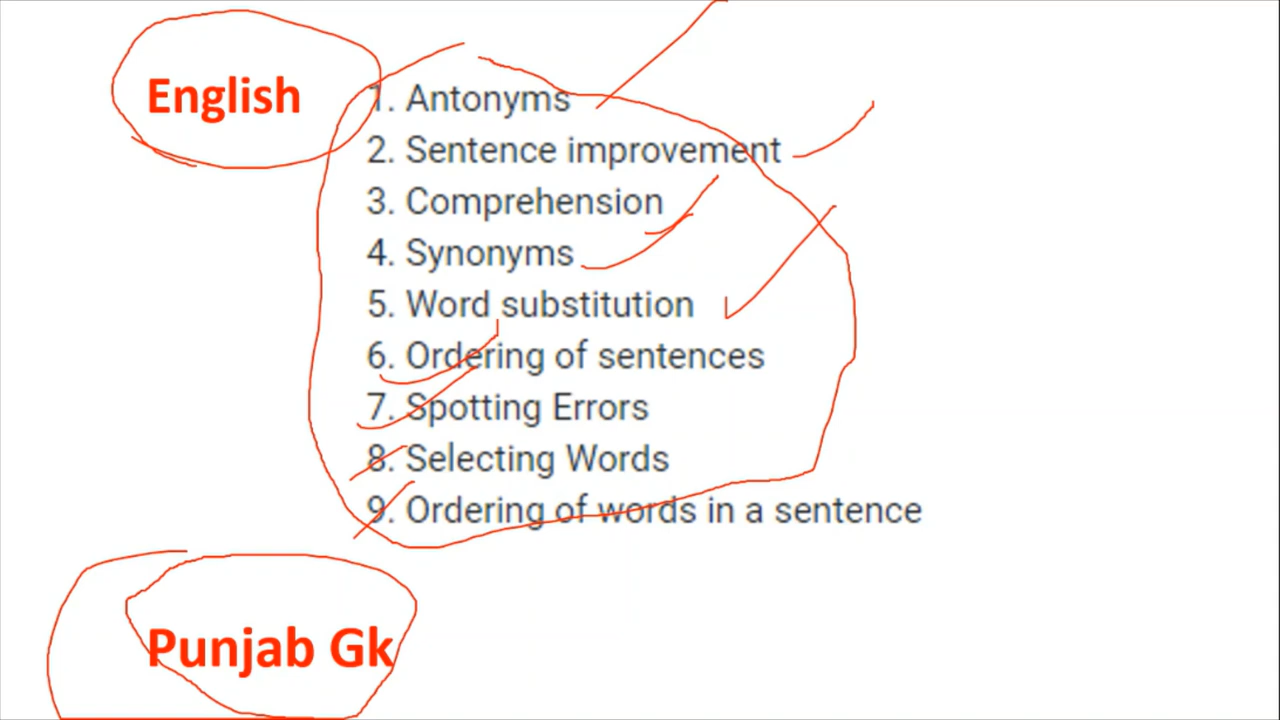 English
1. Antonyms
2. Sentence improvement
3. Comprehension
4. Synonyms
5. Word substitution
6. Ordering of sentences
7. Spotting Errors
8. Selecting Words
9. Ordering of words in a sentence
Punjab Gk